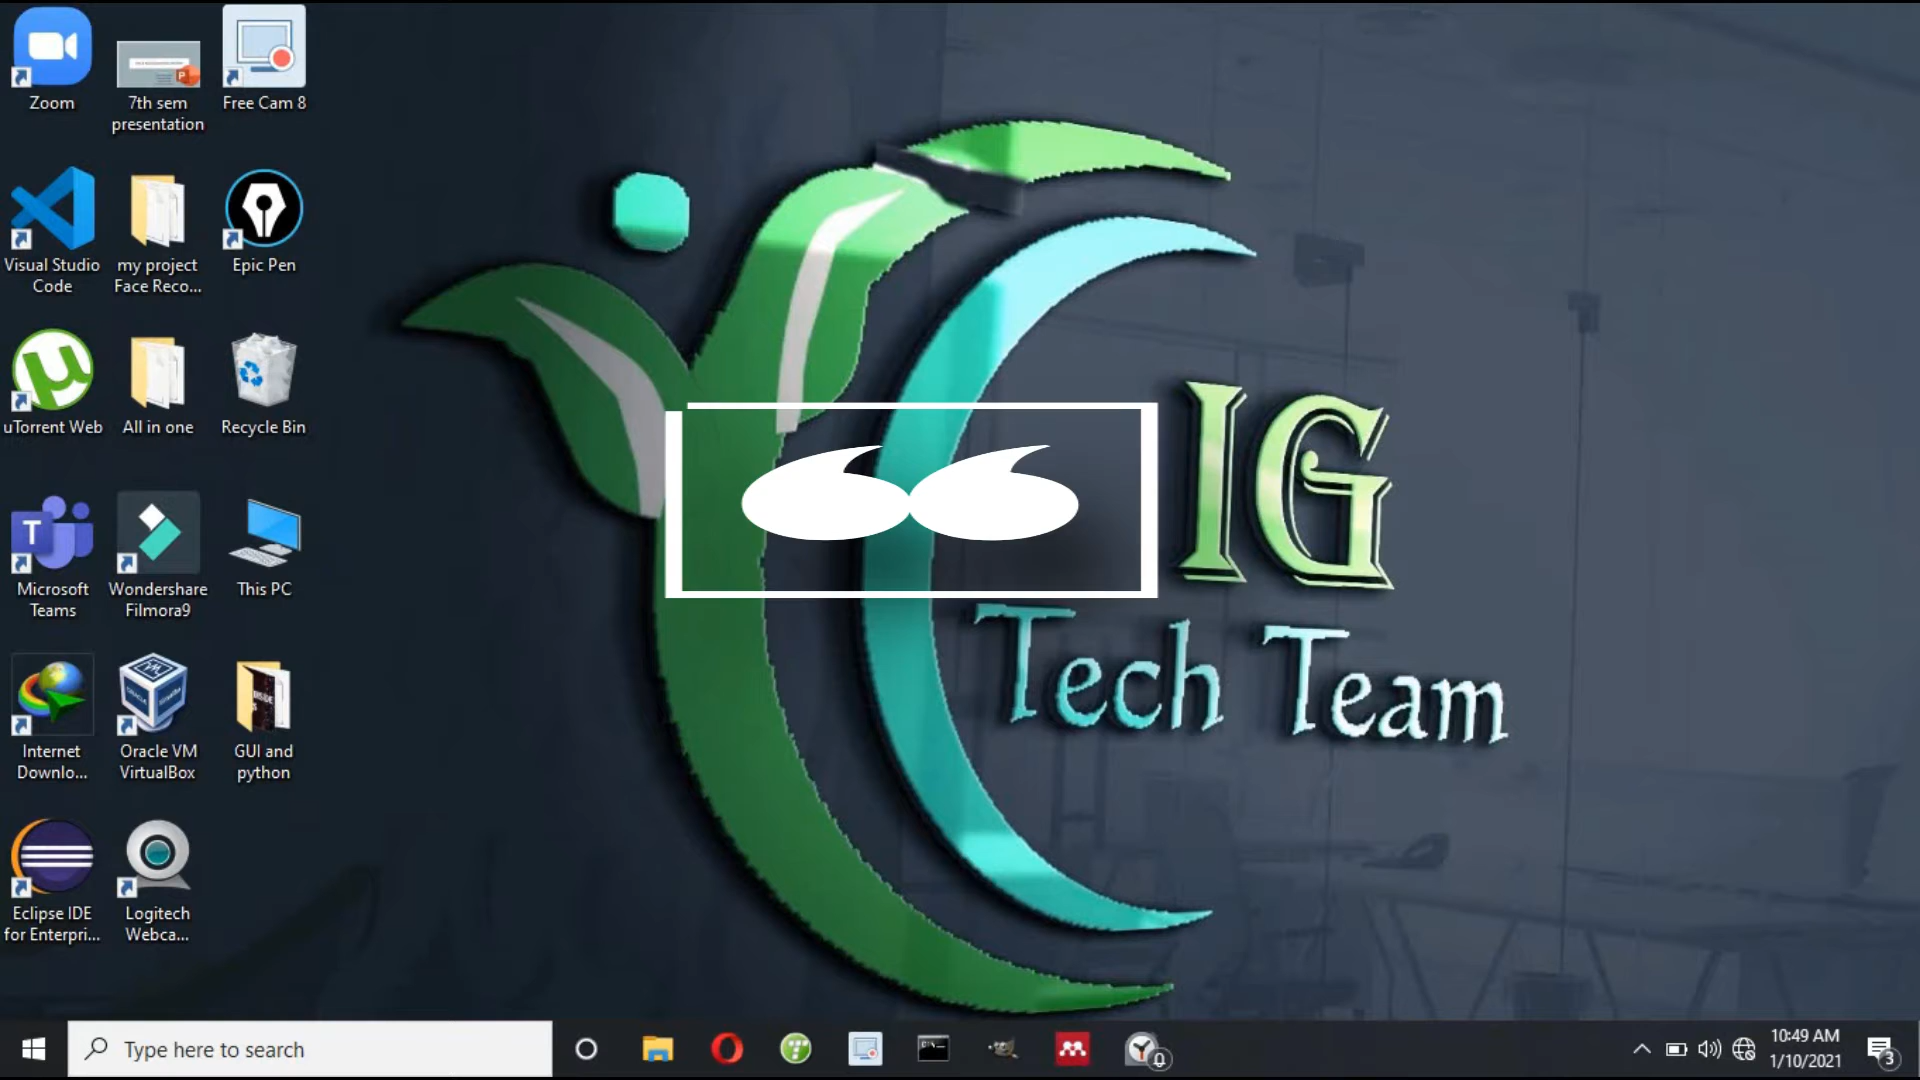 Zoom
7th sem
presentation
Free Cam 8
Visual Studio
Code
my project
Face Reco...
Epic Pen
uTorrent Web
All in one
Recycle Bin
Microsoft
Teams
Wondershare
Filmora9
This PC
Internet
Downlo...
Oracle VM
VirtualBox
GUI and
python
Eclipse IDE
for Enterpri...
Logitech
Webca...
IG
Tech Team
Type here to search
10:49 AM
1/10/2021
3